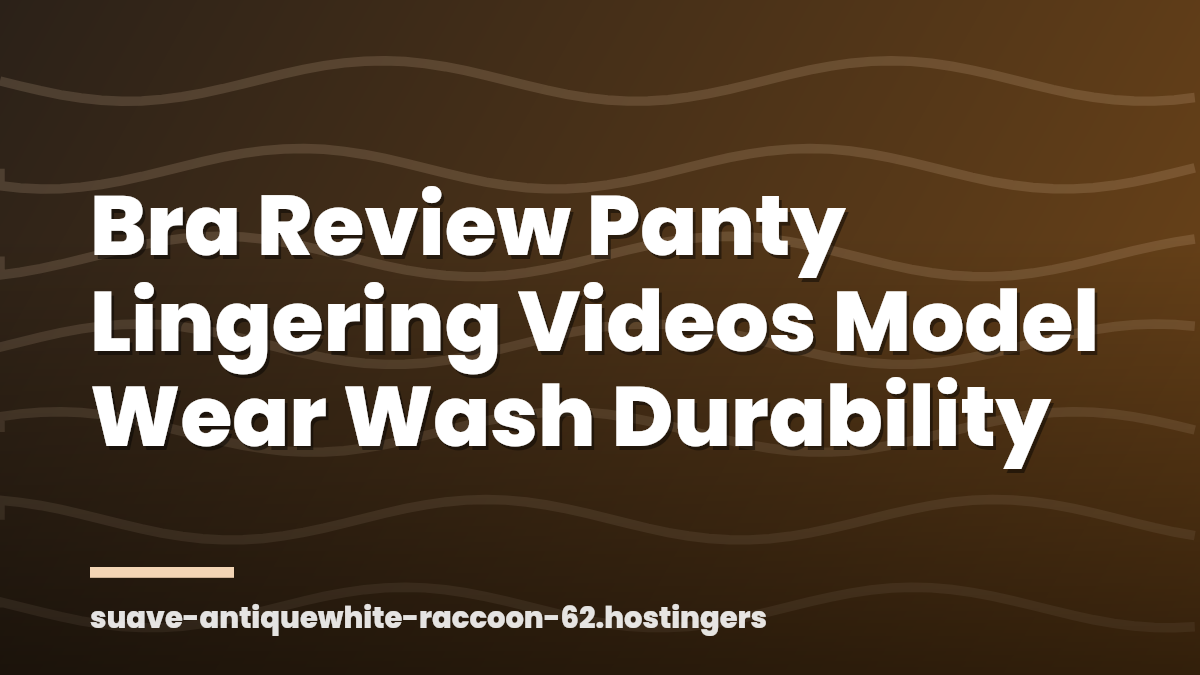 Bra Review Panty
Lingering Videos Model
Wear Wash Durability
suave-antiquewhite-raccoon-62.hostingers